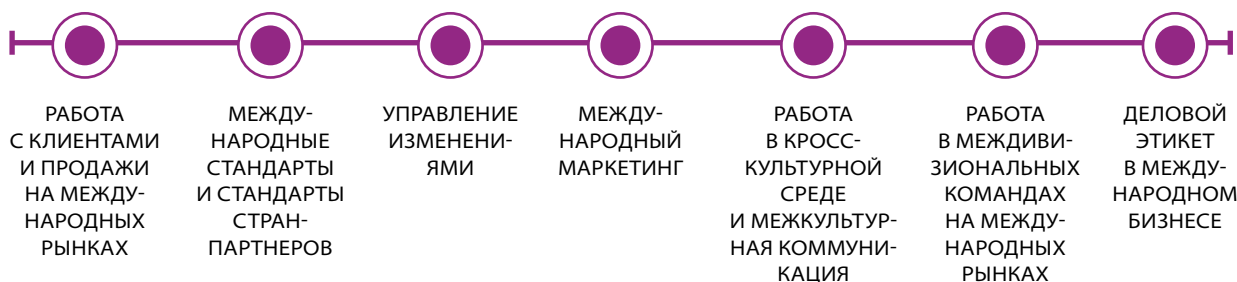 РАБОТА
С КЛИЕНТАМИ
И ПРОДАЖИ
НА МЕЖДУ-
НАРОДНЫХ
РЫНКАХ
МЕЖДУ-
НАРОДНЫЕ
СТАНДАРТЫ
И СТАНДАРТЫ
СТРАН-
ПАРТНЕРОВ
УПРАВЛЕНИЕ
ИЗМЕНЕНИ-
ЯМИ
МЕЖДУ-
НАРОДНЫЙ
МАРКЕТИНГ
РАБОТА
В КРОСС-
КУЛЬТУРНОЙ
СРЕДЕ
И МЕЖКУЛЬТУР-
НАЯ КОММУНИ-
КАЦИЯ
РАБОТА
В МЕЖДИВИ-
ЗИОНАЛЬНЫХ
КОМАНДАХ
НА МЕЖДУ-
НАРОДНЫХ
РЫНКАХ
ДЕЛОВОЙ
ЭТИКЕТ
В МЕЖДУ-
НАРОДНОМ
БИЗНЕСЕ